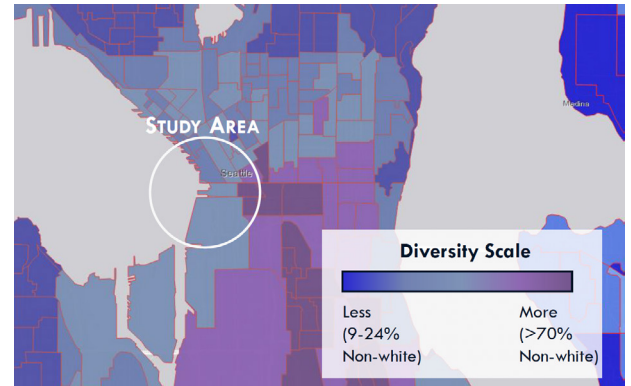 Medina
STUDY AREA
Seattle
Diversity Scale
Less
(9-24%
Non-white)
More
(>70%
Non-white)